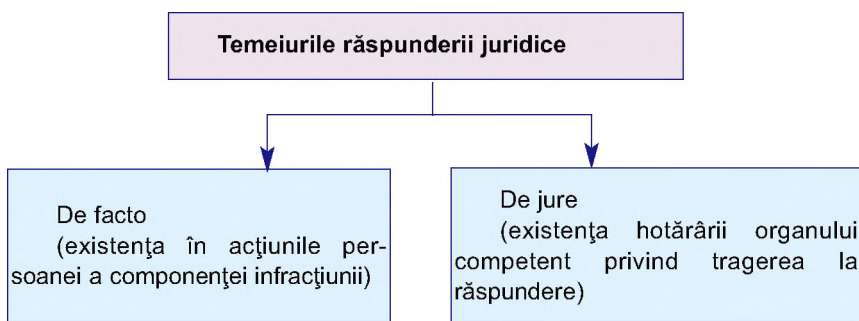 Temeiurile răspunderii juridice
De facto
(existenţa în acţiunile per-
soanei a componenţei infracţiunii)
De jure
(existenţa hotărârii organului
competent privind tragerea la
răspundere)